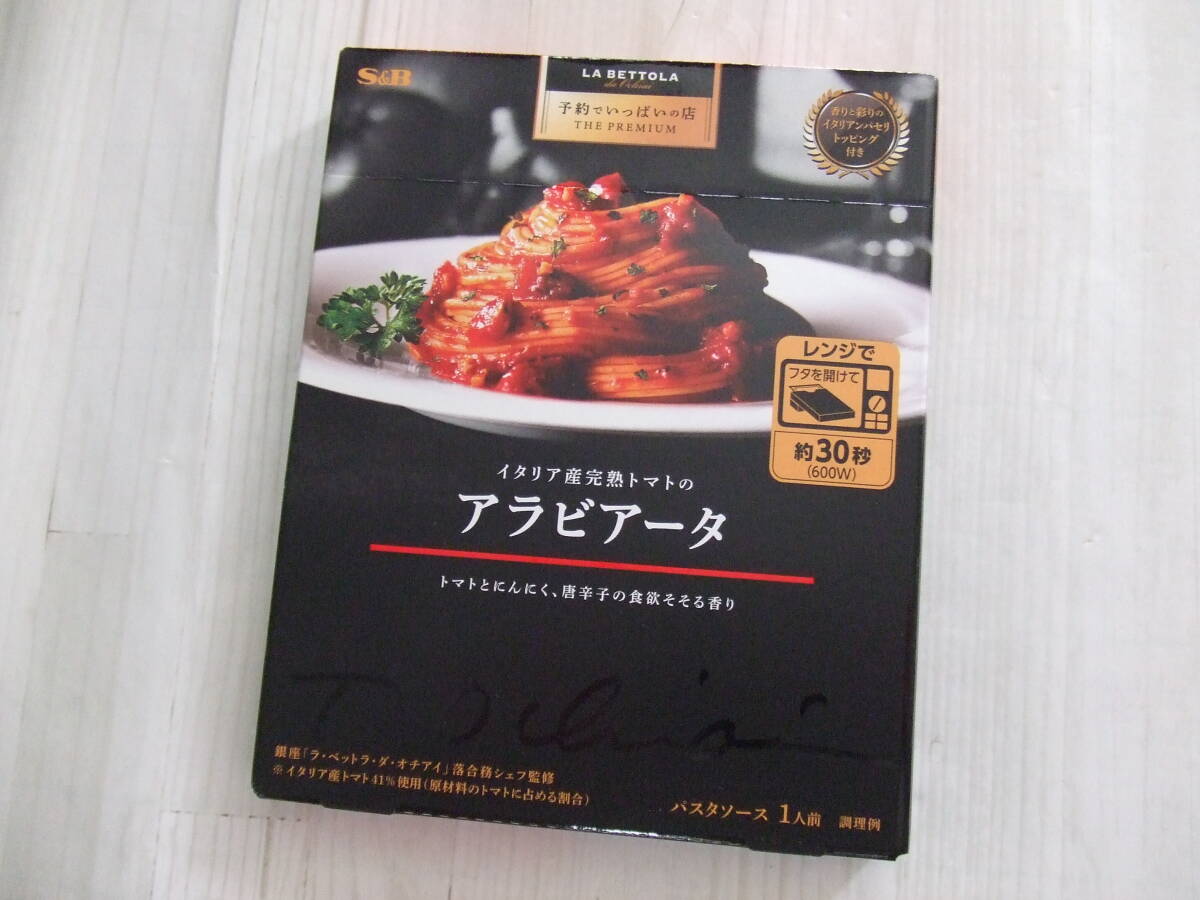 S&B
LA BETTOLA
da Ochiai
予約でいっぱいの店
THE PREMIUM
香りと彩りの
イタリアンパセリ
トッピング
付き
レンジで
フタを開けて
約30秒
(600W)
イタリア産完熟トマトの
アラビアータ
トマトとにんにく、唐辛子の食欲そそる香り
銀座「ラ・ベットラ・ダ・オチアイ」落合務シェフ監修
※イタリア産トマト41%使用(原材料のトマトに占める割合)
パスタソース 1人前 調理例